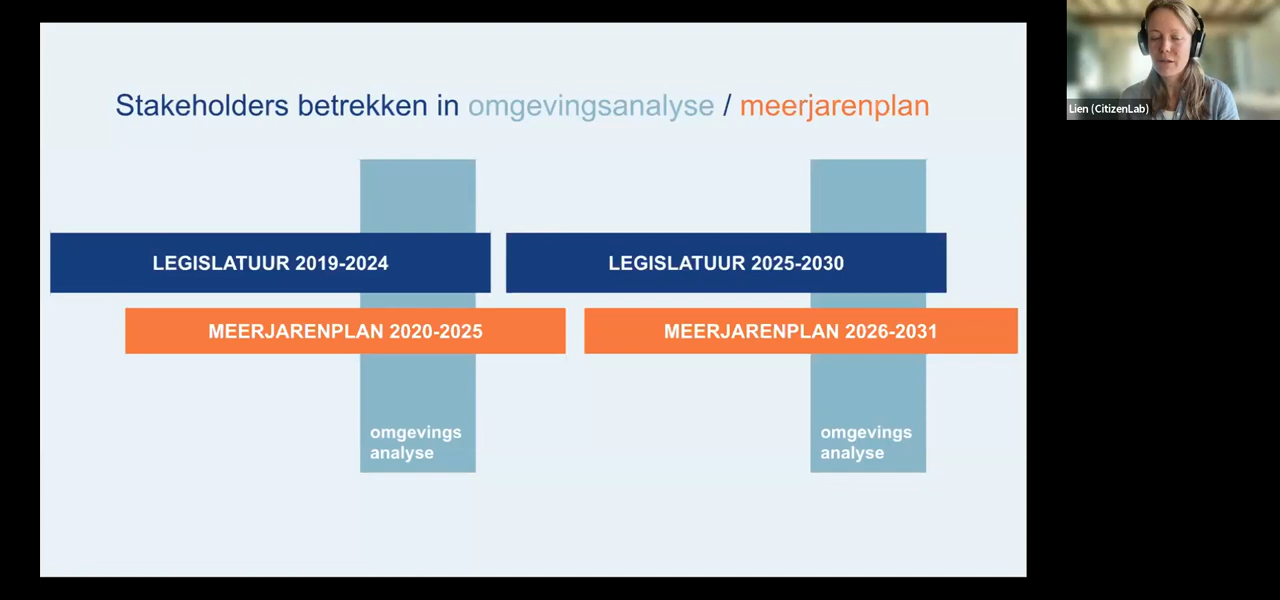 Lien (CitizenLab)
Stakeholders betrekken in omgevingsanalyse / meerjarenplan
LEGISLATUUR 2019-2024
LEGISLATUUR 2025-2030
MEERJARENPLAN 2020-2025
MEERJARENPLAN 2026-2031
omgevings
analyse
omgevings
analyse